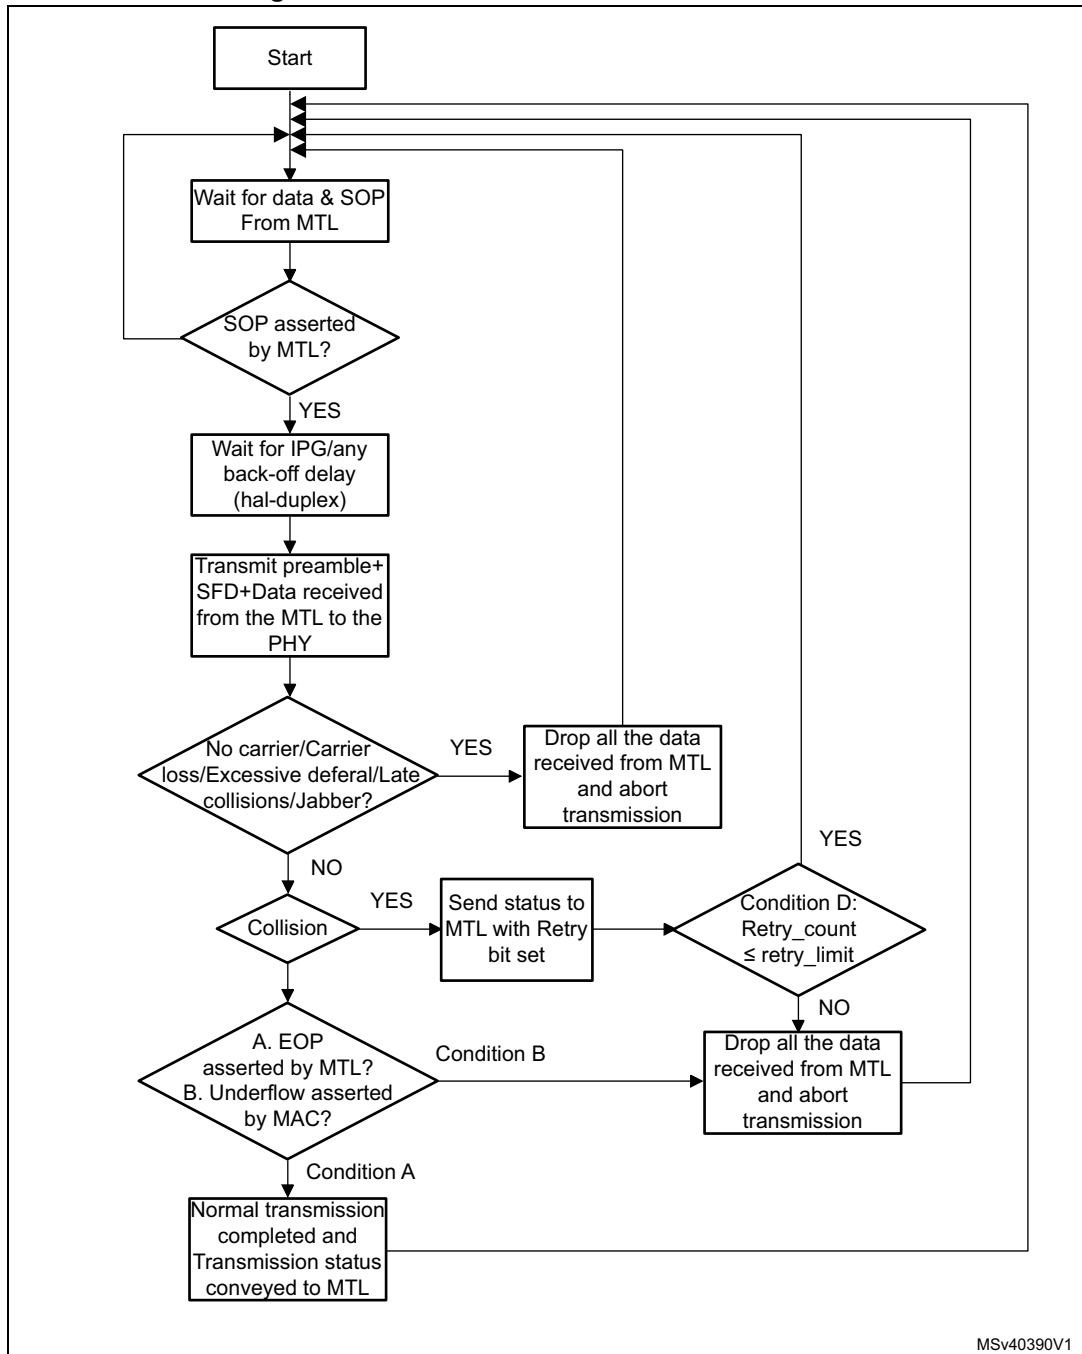 Start
Wait for data & SOP
From MTL
SOP asserted
by MTL?
YES
Wait for IPG/any
back-off delay
(hal-duplex)
Transmit preamble+
SFD+Data received
from the MTL to the
PHY
No carrier/Carrier
loss/Excessive deferal/Late
collisions/Jabber?
YES
Drop all the data
received from MTL
and abort
transmission
NO
Collision
YES
Send status to
MTL with Retry
bit set
Condition D:
Retry_count
≤ retry_limit
YES
NO
Drop all the data
received from MTL
and abort
transmission
A. EOP
asserted by MTL?
B. Underflow asserted
by MAC?
Condition B
Condition A
Normal transmission
completed and
Transmission status
conveyed to MTL
MSv40390V1